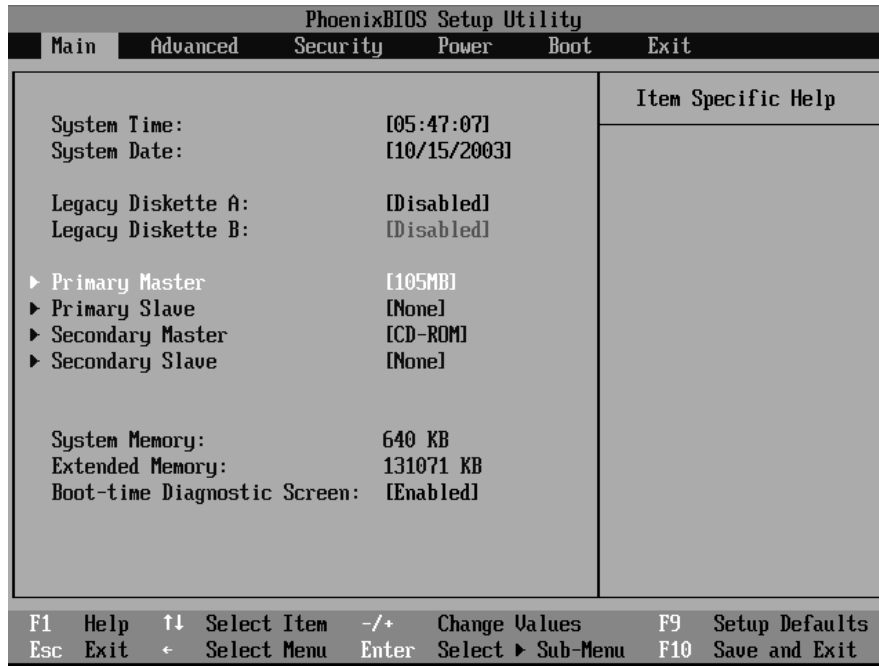 PhoenixBIOS Setup Utility
Main Advanced Security Power Boot Exit
Item Specific Help
System Time: [05:47:07]
System Date: [10/15/2003]
Legacy Diskette A: [Disabled]
Legacy Diskette B: [Disabled]
Primary Master [105MB]
Primary Slave [None]
Secondary Master [CD-ROM]
Secondary Slave [None]
System Memory: 640 KB
Extended Memory: 131071 KB
Boot-time Diagnostic Screen: [Enabled]
F1 Help ↑↓ Select Item -/+ Change Values F9 Setup Defaults
Esc Exit ← Select Menu Enter Select ▶ Sub-Menu F10 Save and Exit